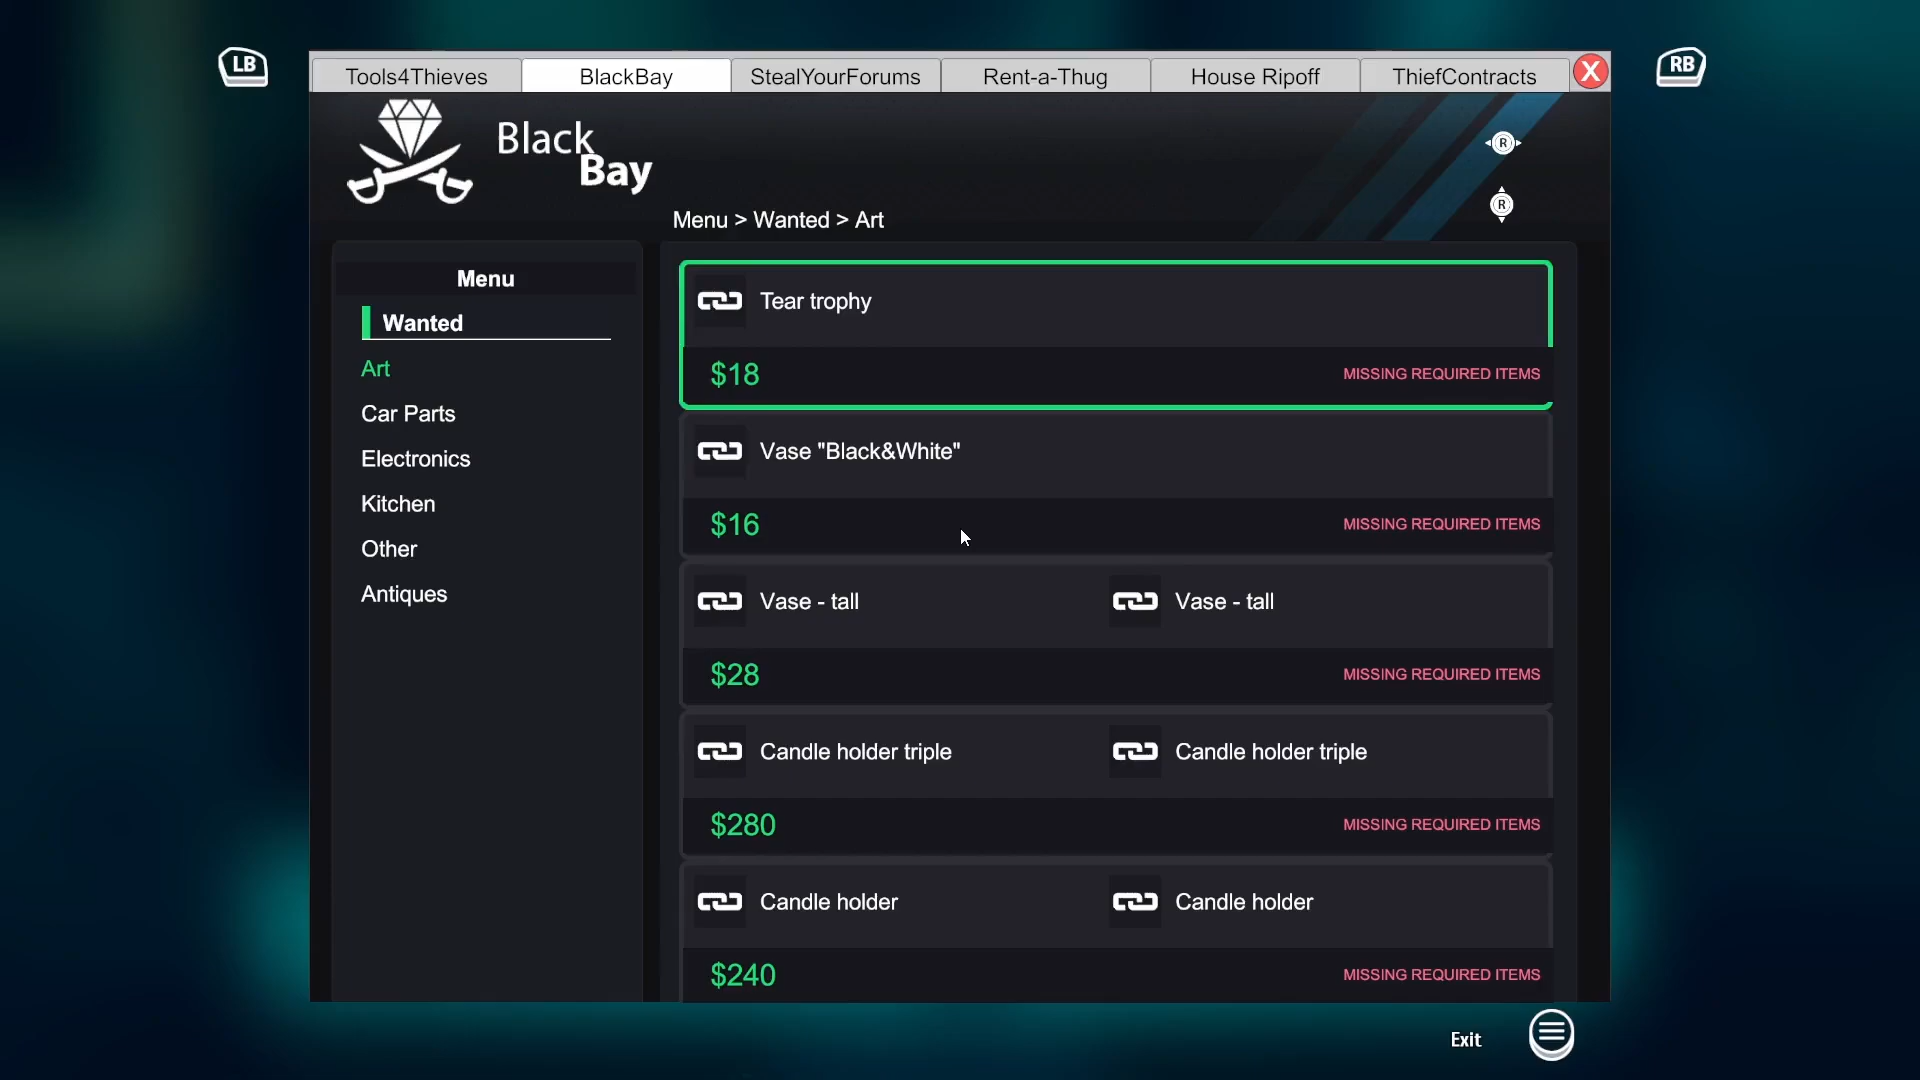 LB
RB
Tools4Thieves
BlackBay
StealYourForums
Rent-a-Thug
House Ripoff
ThiefContracts
X
Black
Bay
R
R
Menu > Wanted > Art
Menu
Wanted
Art
Car Parts
Electronics
Kitchen
Other
Antiques
Tear trophy
$18 MISSING REQUIRED ITEMS
Vase "Black&White"
$16 MISSING REQUIRED ITEMS
Vase - tall Vase - tall
$28 MISSING REQUIRED ITEMS
Candle holder triple Candle holder triple
$280 MISSING REQUIRED ITEMS
Candle holder Candle holder
$240 MISSING REQUIRED ITEMS
Exit